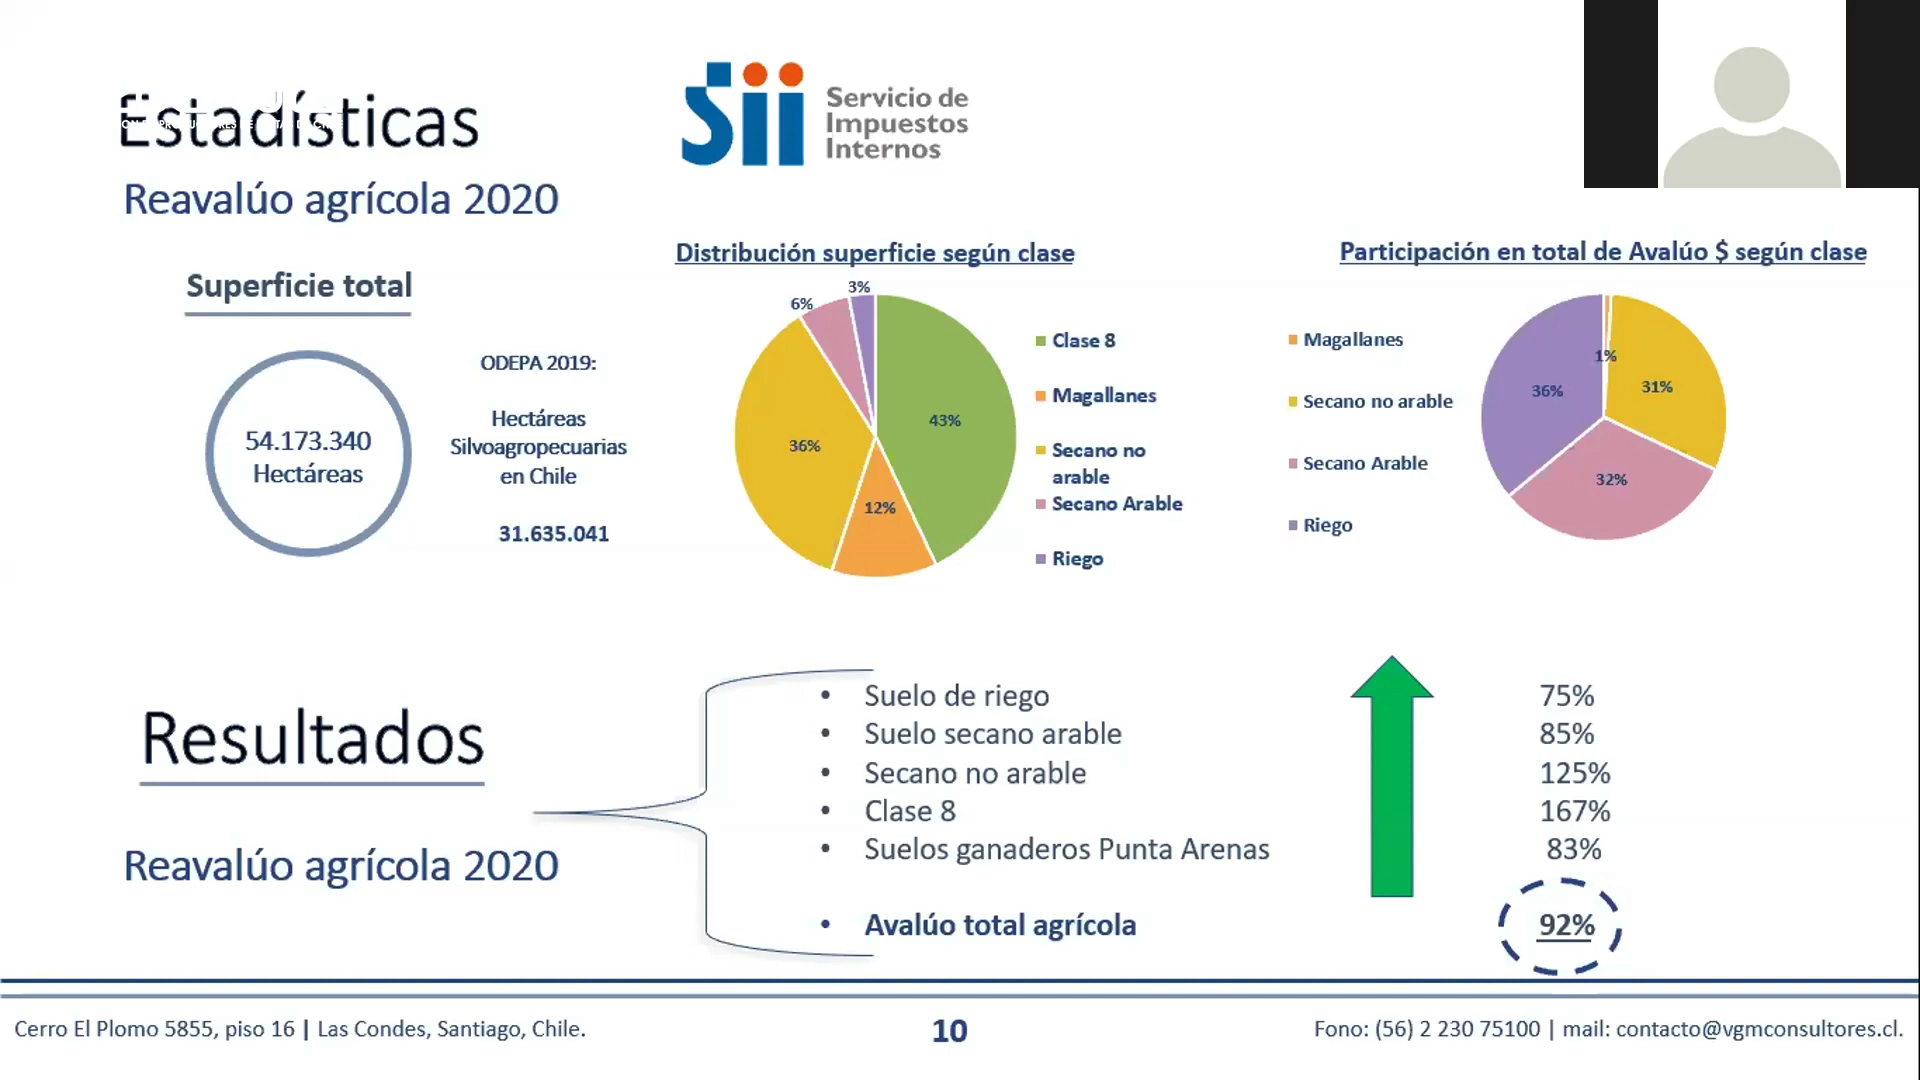 Estadísticas
Reavalúo agrícola 2020
Sii
Servicio de
Impuestos
Internos
Superficie total
54.173.340
Hectáreas
ODEPA 2019:
Hectáreas
Silvoagropecuarias
en Chile
31.635.041
Distribución superficie según clase
3%
6%
43%
36%
12%
Clase 8
Magallanes
Secano no
arable
Secano Arable
Riego
Participación en total de Avalúo $ según clase
Magallanes
Secano no arable
Secano Arable
Riego
1%
36%
31%
32%
Resultados
Reavalúo agrícola 2020
• Suelo de riego 75%
• Suelo secano arable 85%
• Secano no arable 125%
• Clase 8 167%
• Suelos ganaderos Punta Arenas 83%
• Avalúo total agrícola 92%
Cerro El Plomo 5855, piso 16 | Las Condes, Santiago, Chile.
10
Fono: (56) 2 230 75100 | mail: contacto@vgmconsultores.cl.